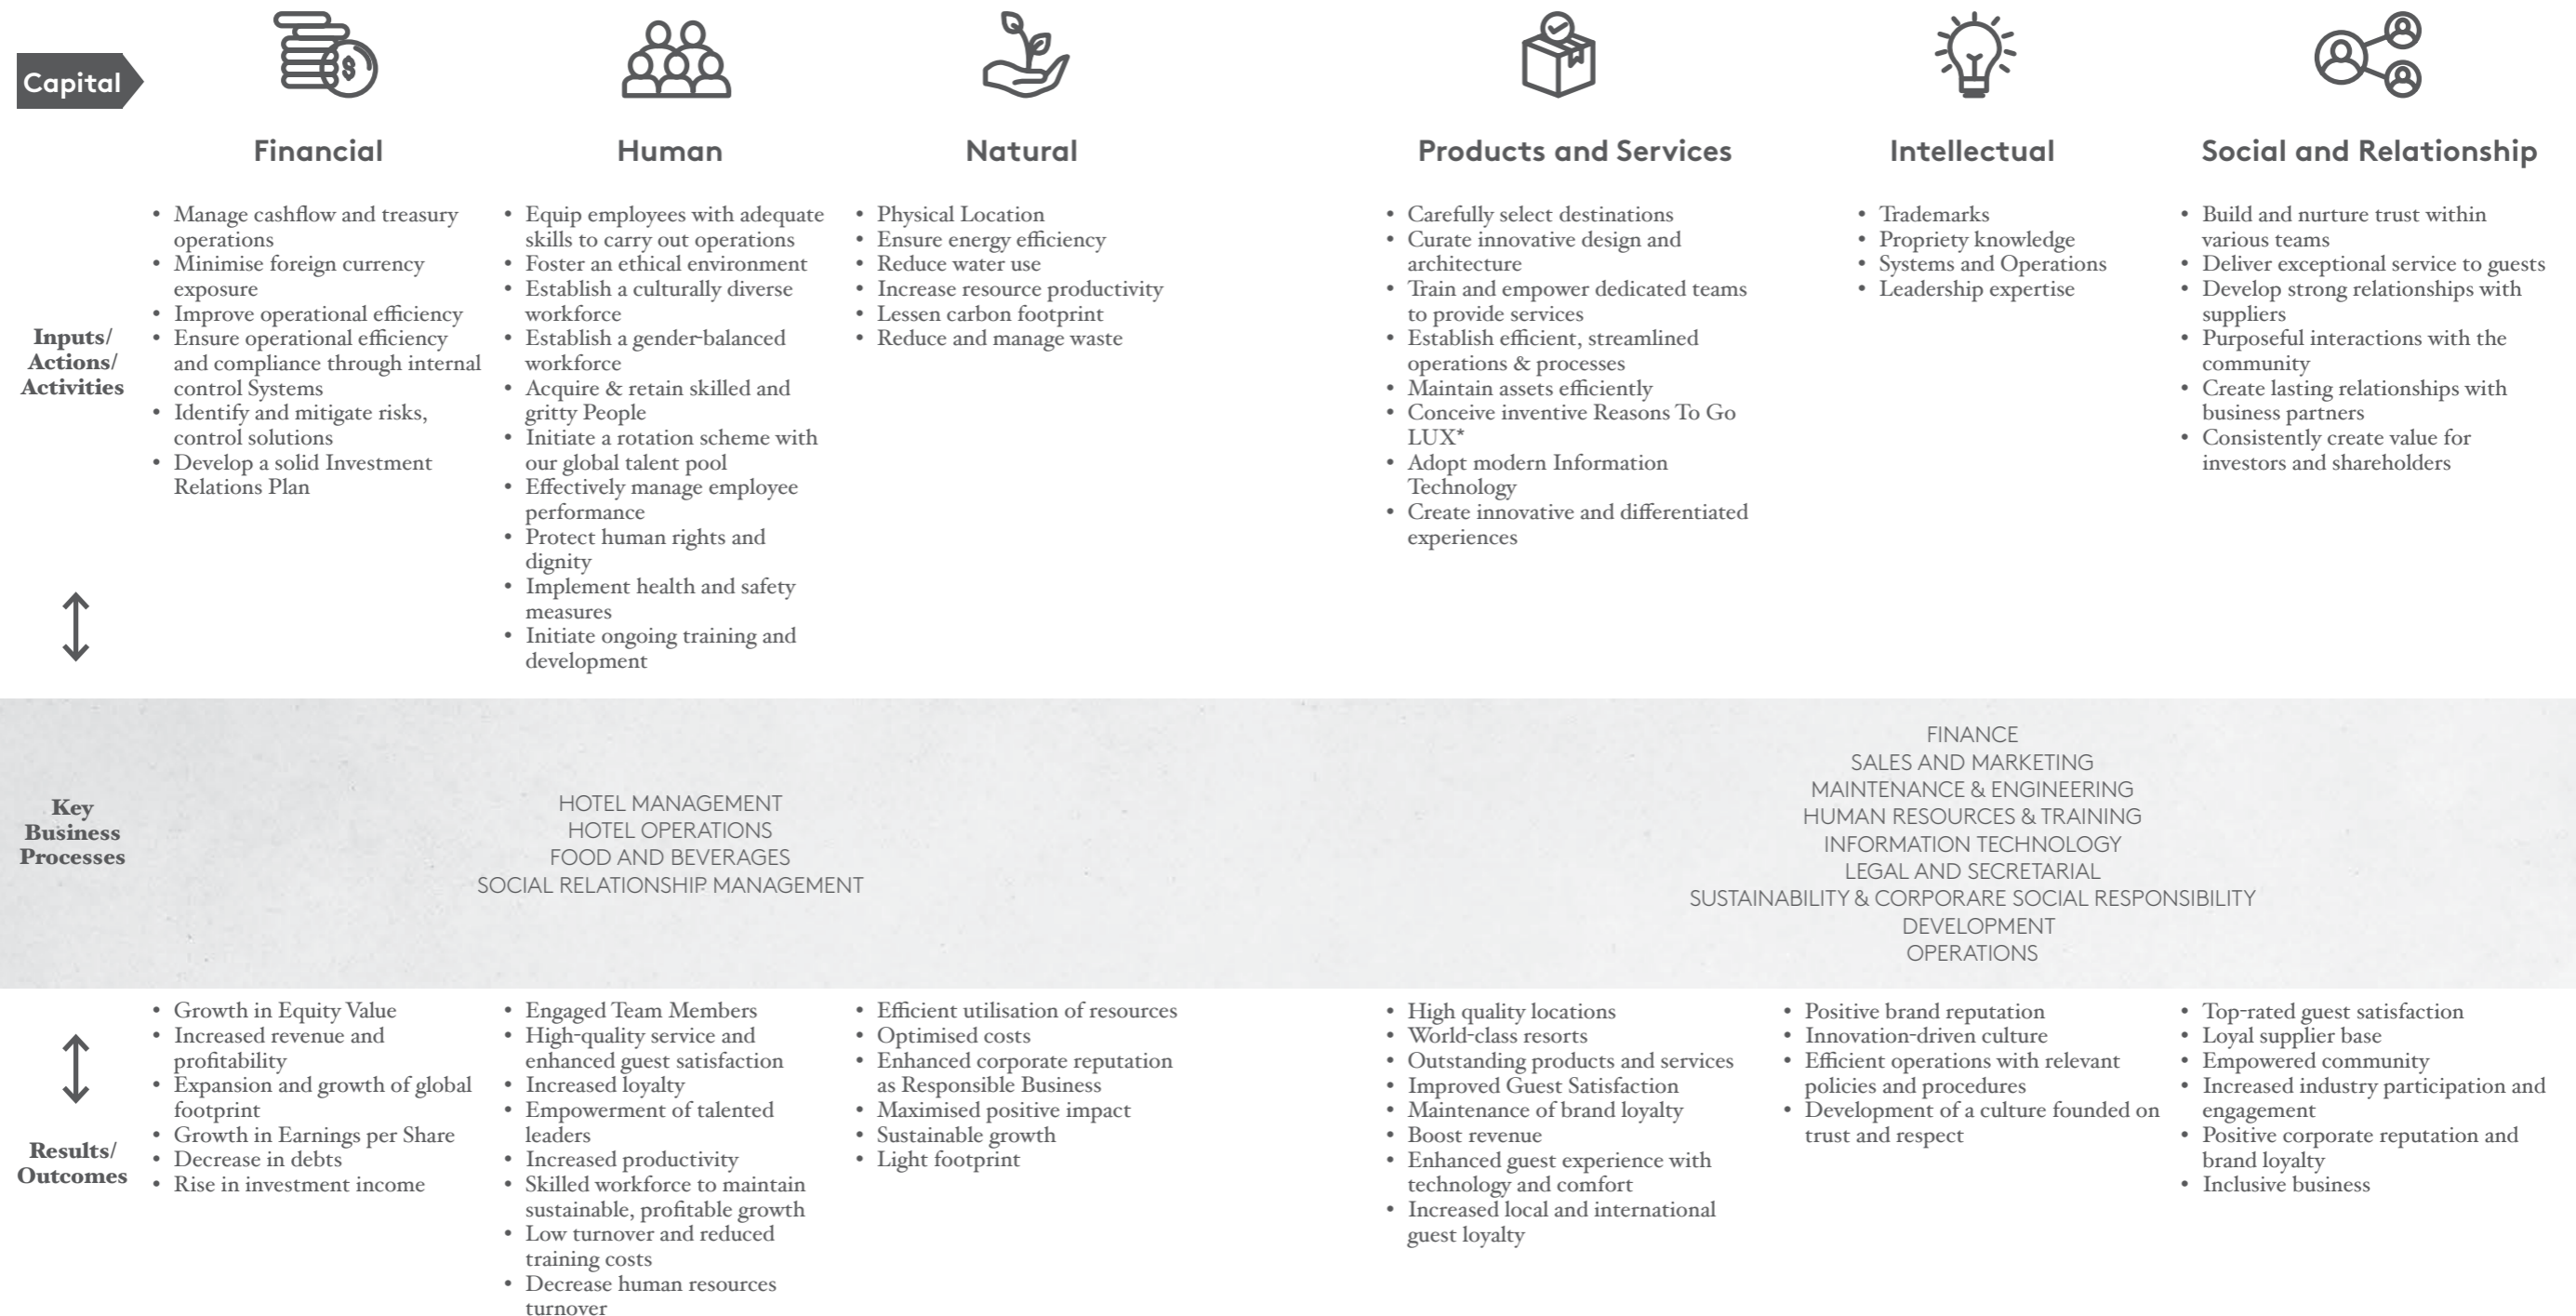 Capital
Financial
Human
Natural
Products and Services
Intellectual
Social and Relationship
Inputs/
Actions/
Activities
• Manage cashflow and treasury
operations
• Minimise foreign currency
exposure
• Improve operational efficiency
• Ensure operational efficiency
and compliance through internal
control Systems
• Identify and mitigate risks,
control solutions
• Develop a solid Investment
Relations Plan
• Equip employees with adequate
skills to carry out operations
• Foster an ethical environment
• Establish a culturally diverse
workforce
• Establish a gender-balanced
workforce
• Acquire & retain skilled and
gritty People
• Initiate a rotation scheme with
our global talent pool
• Effectively manage employee
performance
• Protect human rights and
dignity
• Implement health and safety
measures
• Initiate ongoing training and
development
• Physical Location
• Ensure energy efficiency
• Reduce water use
• Increase resource productivity
• Lessen carbon footprint
• Reduce and manage waste
• Carefully select destinations
• Curate innovative design and
architecture
• Train and empower dedicated teams
to provide services
• Establish efficient, streamlined
operations & processes
• Maintain assets efficiently
• Conceive inventive Reasons To Go
LUX*
• Adopt modern Information
Technology
• Create innovative and differentiated
experiences
• Trademarks
• Propriety knowledge
• Systems and Operations
• Leadership expertise
• Build and nurture trust within
various teams
• Deliver exceptional service to guests
• Develop strong relationships with
suppliers
• Purposeful interactions with the
community
• Create lasting relationships with
business partners
• Consistently create value for
investors and shareholders
Key
Business
Processes
HOTEL MANAGEMENT
HOTEL OPERATIONS
FOOD AND BEVERAGES
SOCIAL RELATIONSHIP MANAGEMENT
FINANCE
SALES AND MARKETING
MAINTENANCE & ENGINEERING
HUMAN RESOURCES & TRAINING
INFORMATION TECHNOLOGY
LEGAL AND SECRETARIAL
SUSTAINABILITY & CORPORARE SOCIAL RESPONSIBILITY
DEVELOPMENT
OPERATIONS
Results/
Outcomes
• Growth in Equity Value
• Increased revenue and
profitability
• Expansion and growth of global
footprint
• Growth in Earnings per Share
• Decrease in debts
• Rise in investment income
• Engaged Team Members
• High-quality service and
enhanced guest satisfaction
• Increased loyalty
• Empowerment of talented
leaders
• Increased productivity
• Skilled workforce to maintain
sustainable, profitable growth
• Low turnover and reduced
training costs
• Decrease human resources
turnover
• Efficient utilisation of resources
• Optimised costs
• Enhanced corporate reputation
as Responsible Business
• Maximised positive impact
• Sustainable growth
• Light footprint
• High quality locations
• World-class resorts
• Outstanding products and services
• Improved Guest Satisfaction
• Maintenance of brand loyalty
• Boost revenue
• Enhanced guest experience with
technology and comfort
• Increased local and international
guest loyalty
• Positive brand reputation
• Innovation-driven culture
• Efficient operations with relevant
policies and procedures
• Development of a culture founded on
trust and respect
• Top-rated guest satisfaction
• Loyal supplier base
• Empowered community
• Increased industry participation and
engagement
• Positive corporate reputation and
brand loyalty
• Inclusive business